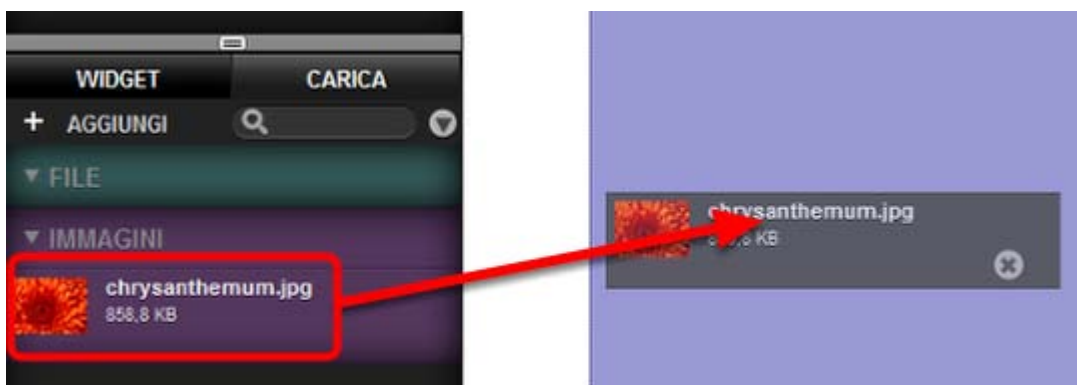 WIDGET CARICA
+ AGGIUNGI
FILE
IMMAGINI
chrysanthemum.jpg
858,8 KB
chrysanthemum.jpg
KB